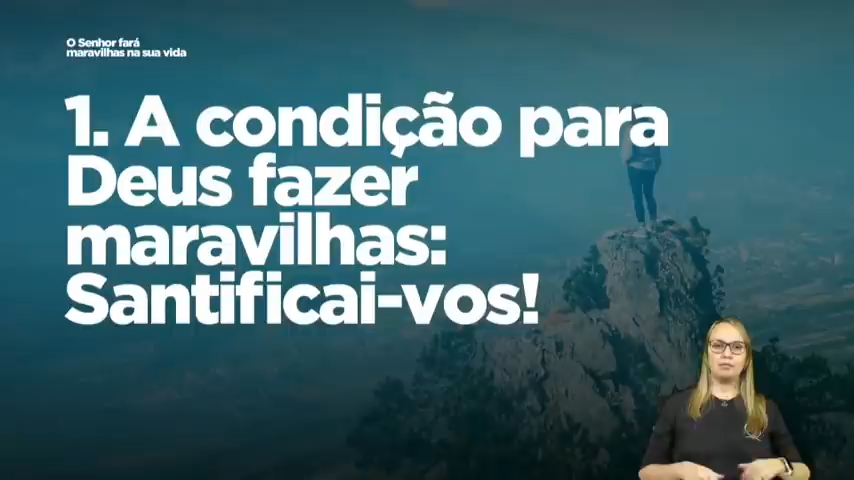 O Senhor fará
maravilhas na sua vida
1. A condição para
Deus fazer
maravilhas:
Santificai-vos!